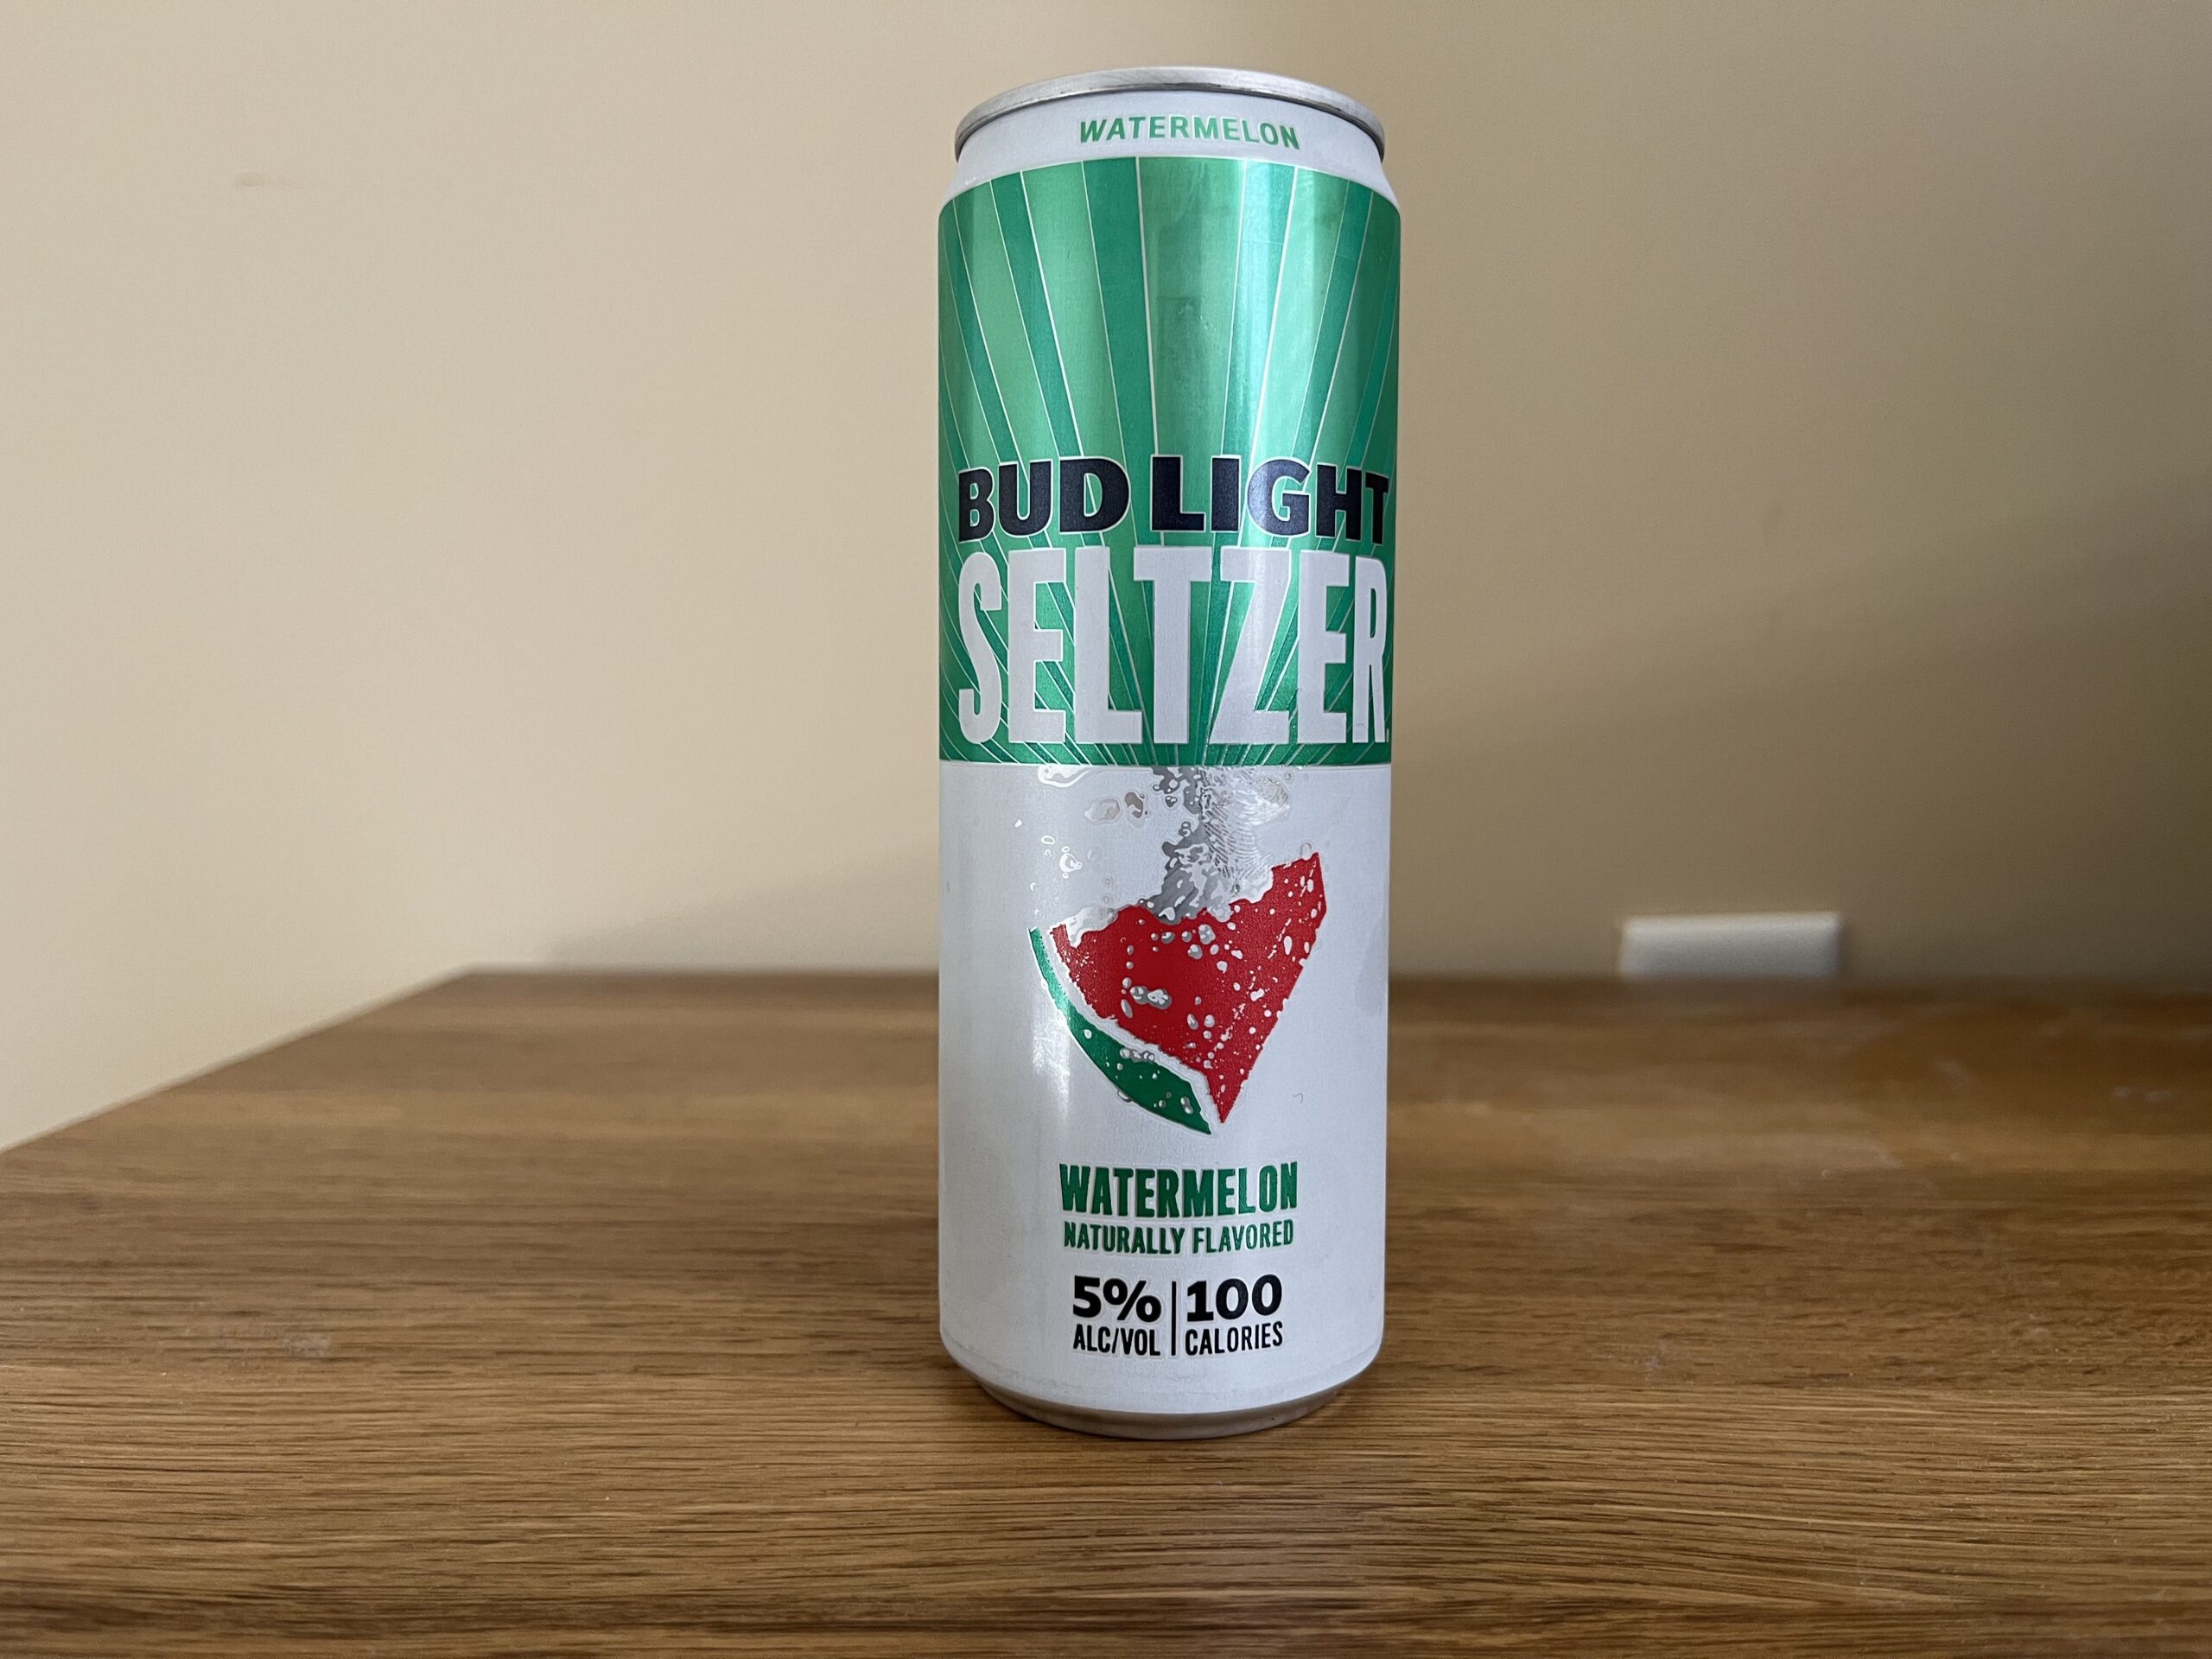 WATERMELON
BUD LIGHT
SELTZER
WATERMELON
NATURALLY FLAVORED
5% | 100
ALC/VOL | CALORIES